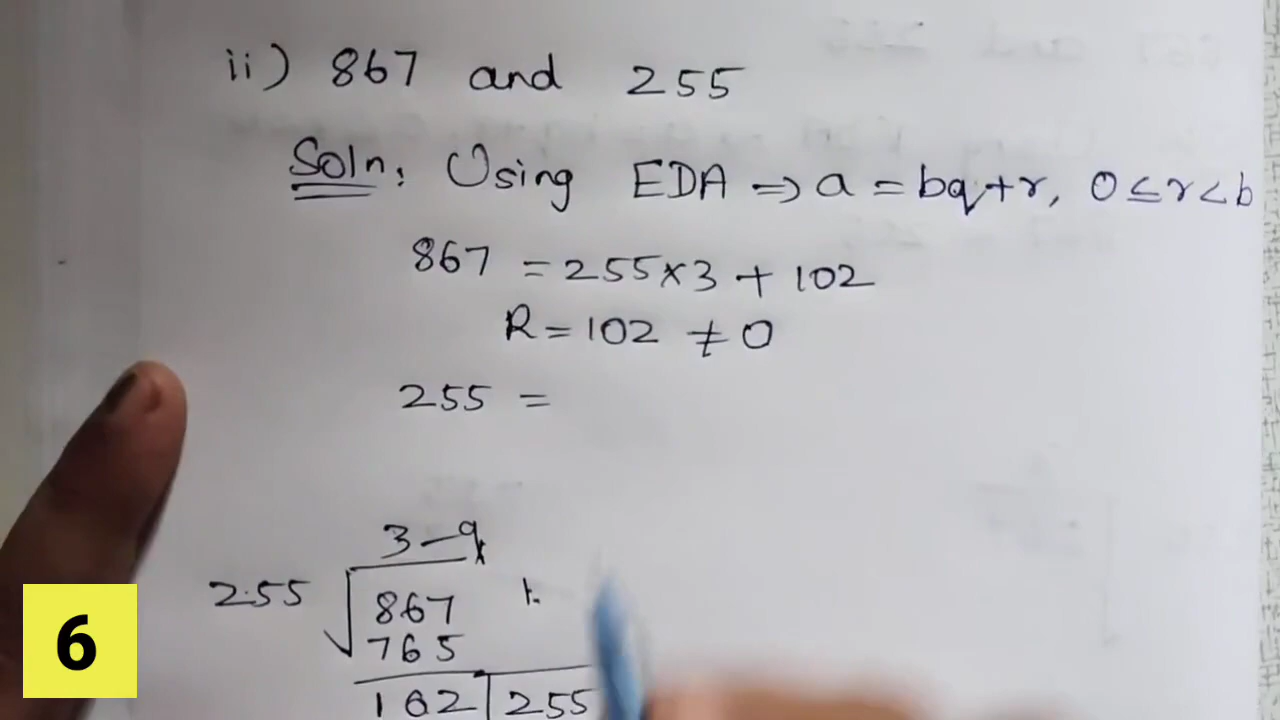 ii) 867 and 255
Soln: Using EDA ⇒ a = bq+r, 0≤r<b
867 = 255×3 + 102
R = 102 ≠ 0
255 =
3 - q
255 867
765
102 255
6